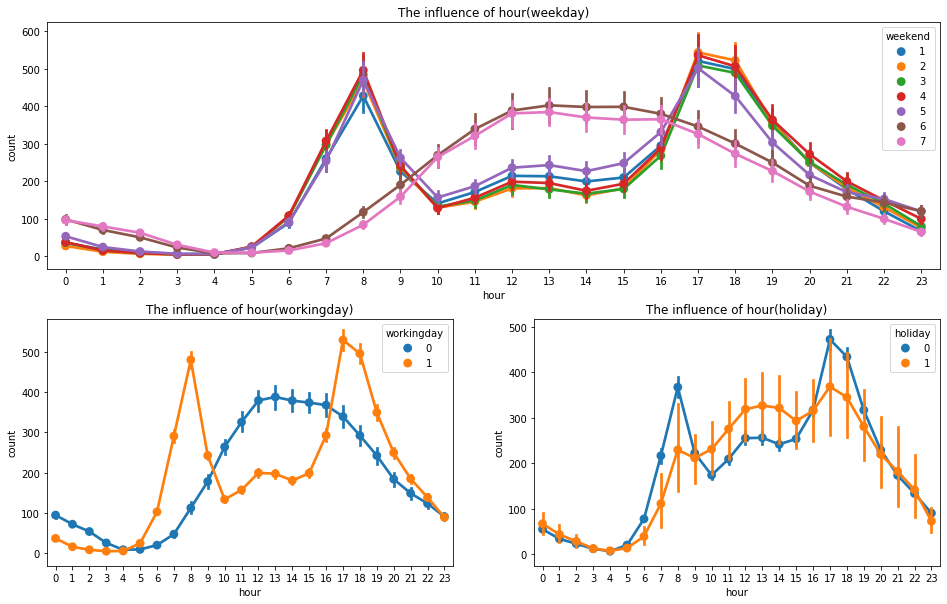 The influence of hour(weekday)
600
500
400
300
200
100
0
count
weekend
1
2
3
4
5
6
7
0 1 2 3 4 5 6 7 8 9 10 11 12 13 14 15 16 17 18 19 20 21 22 23
hour
The influence of hour(workingday)
500
400
300
200
100
0
count
workingday
0
1
0 1 2 3 4 5 6 7 8 9 10 11 12 13 14 15 16 17 18 19 20 21 22 23
hour
The influence of hour(holiday)
500
400
300
200
100
0
count
holiday
0
1
0 1 2 3 4 5 6 7 8 9 10 11 12 13 14 15 16 17 18 19 20 21 22 23
hour